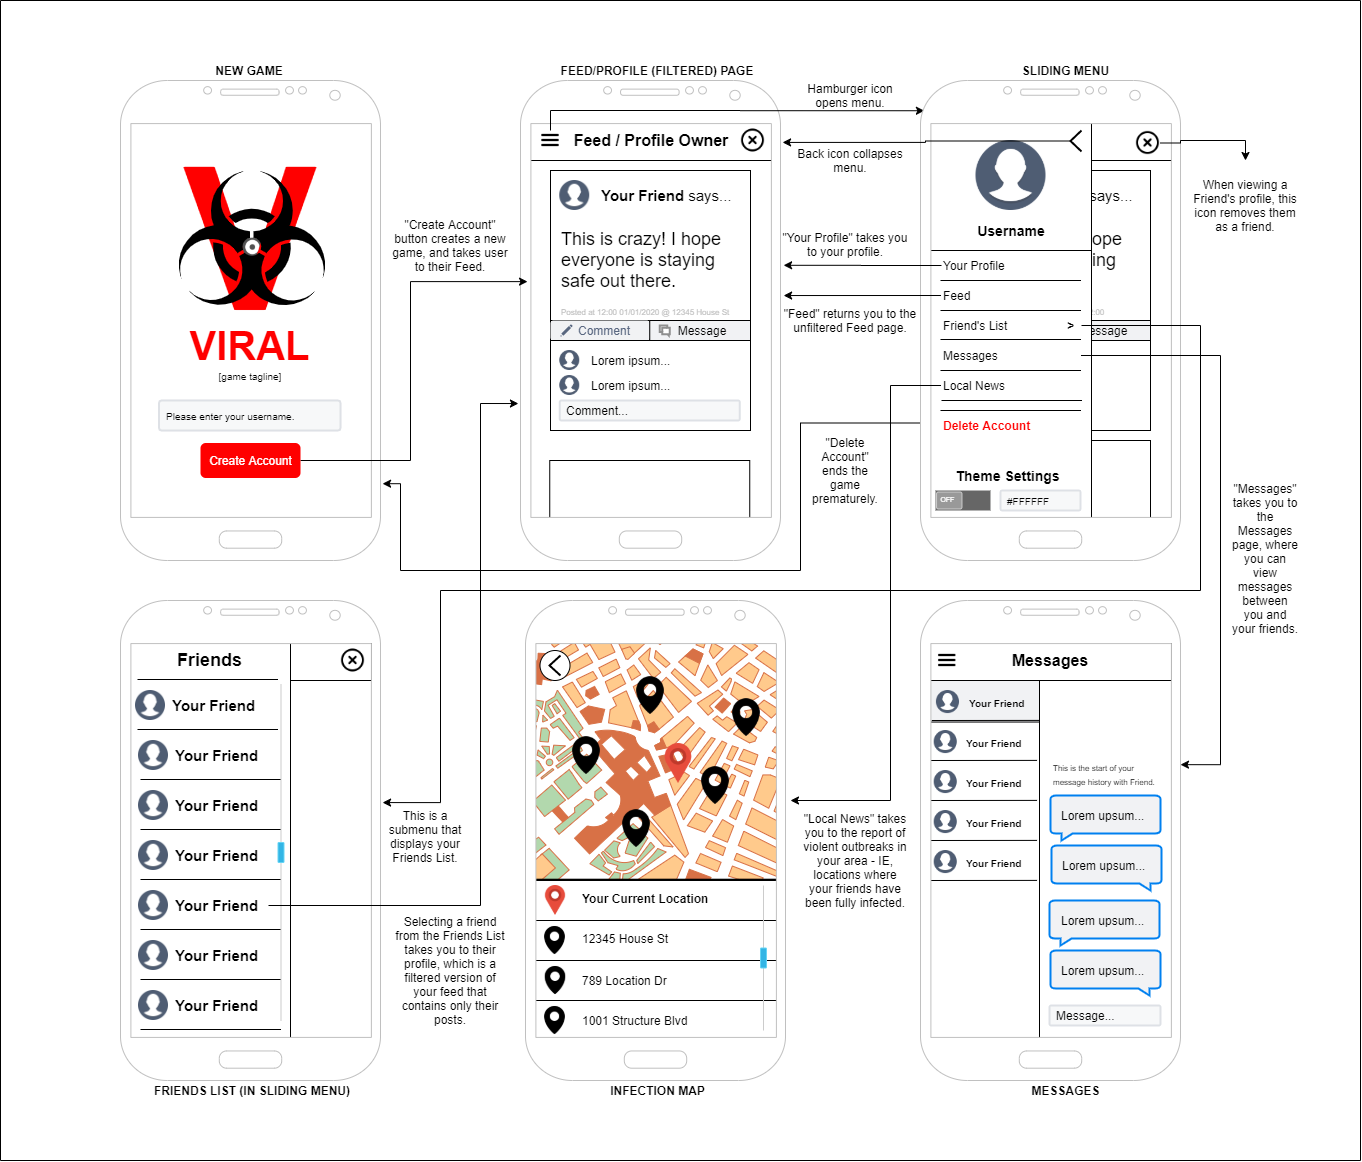 NEW GAME
VIRAL
[game tagline]
Please enter your username.
Create Account
"Create Account"
button creates a new
game, and takes user
to their Feed.
FEED/PROFILE (FILTERED) PAGE
Feed / Profile Owner
Your Friend says...
This is crazy! I hope
everyone is staying
safe out there.
Posted at 12:00 01/01/2020 @ 12345 House St
Comment
Message
Lorem ipsum...
Lorem ipsum...
Comment...
Hamburger icon
opens menu.
Back icon collapses
menu.
"Your Profile" takes you
to your profile.
"Feed" returns you to the
unfiltered Feed page.
"Delete
Account"
ends the
game
prematurely.
SLIDING MENU
Username
Your Profile
Feed
Friend's List >
Messages
Local News
Delete Account
Theme Settings
OFF
#FFFFFF
says...
ope
ing
2:00
essage
When viewing a
Friend's profile, this
icon removes them
as a friend.
"Messages"
takes you to
the
Messages
page, where
you can
view
messages
between
you and
your friends.
Friends
Your Friend
Your Friend
Your Friend
Your Friend
Your Friend
Your Friend
Your Friend
FRIENDS LIST (IN SLIDING MENU)
This is a
submenu that
displays your
Friends List.
Selecting a friend
from the Friends List
takes you to their
profile, which is a
filtered version of
your feed that
contains only their
posts.
Your Current Location
12345 House St
789 Location Dr
1001 Structure Blvd
INFECTION MAP
"Local News" takes
you to the report of
violent outbreaks in
your area - IE,
locations where
your friends have
been fully infected.
Messages
Your Friend
Your Friend
Your Friend
Your Friend
Your Friend
This is the start of your
message history with Friend.
Lorem upsum...
Lorem upsum...
Lorem upsum...
Lorem upsum...
Message...
MESSAGES